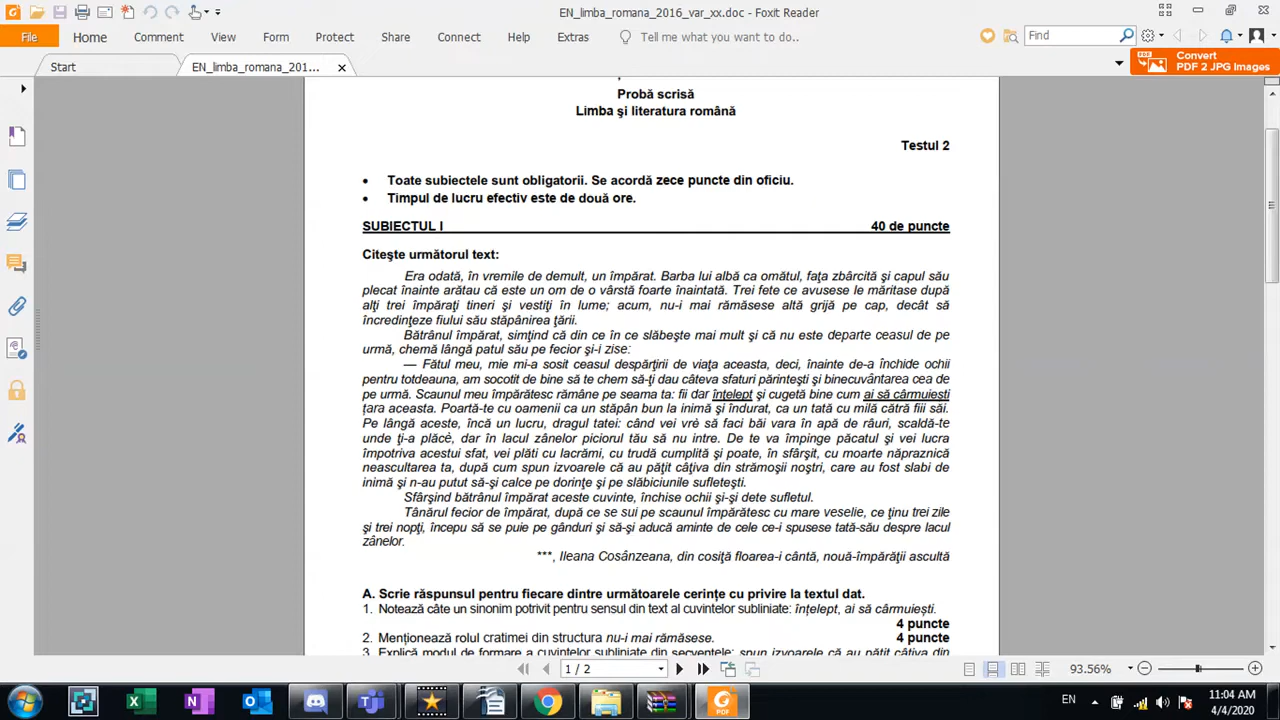 EN_limba_romana_2016_var_xx.doc - Foxit Reader
File Home Comment View Form Protect Share Connect Help Extras Tell me what you want to do.. Find
Start EN_limba_romana_201... Convert
PDF 2 JPG Images
Probă scrisă
Limba şi literatura română
Testul 2
• Toate subiectele sunt obligatorii. Se acordă zece puncte din oficiu.
• Timpul de lucru efectiv este de două ore.
SUBIECTUL I 40 de puncte
Citeşte următorul text:
Era odată, în vremile de demult, un împărat. Barba lui albă ca omătul, faţa zbârcită şi capul său
plecat înainte arătau că este un om de o vârstă foarte înaintată. Trei fete ce avusese le măritase după
alţi trei împăraţi tineri şi vestiţi în lume; acum, nu-i mai rămăsese altă grijă pe cap, decât să
încredinţeze fiului său stăpânirea ţării.
Bătrânul împărat, simţind că din ce în ce slăbeşte mai mult şi că nu este departe ceasul de pe
urmă, chemă lângă patul său pe fecior şi-i zise:
— Fătul meu, mie mi-a sosit ceasul despărţirii de viaţa aceasta, deci, înainte de-a închide ochii
pentru totdeauna, am socotit de bine să te chem să-ţi dau câteva sfaturi părinteşti şi binecuvântarea cea de
pe urmă. Scaunul meu împărătesc rămâne pe seama ta: fii dar înţelept şi cugetă bine cum ai să cârmuieşti
ţara aceasta. Poartă-te cu oamenii ca un stăpân bun la inimă şi îndurat, ca un tată cu milă cătră fiii săi.
Pe lângă aceste, încă un lucru, dragul tatei: când vei vrè să faci băi vara în apă de râuri, scaldă-te
unde ţi-a plăcè, dar în lacul zânelor piciorul tău să nu intre. De te va împinge păcatul şi vei lucra
împotriva acestui sfat, vei plăti cu lacrămi, cu trudă cumplită şi poate, în sfârşit, cu moarte năpraznică
neascultarea ta, după cum spun izvoarele că au păţit câţiva din strămoşii noştri, care au fost slabi de
inimă şi n-au putut să-şi calce pe dorinţe şi pe slăbiciunile sufleteşti.
Sfârşind bătrânul împărat aceste cuvinte, închise ochii şi-şi dete sufletul.
Tânărul fecior de împărat, după ce se sui pe scaunul împărătesc cu mare veselie, ce ţinu trei zile
şi trei nopţi, începu să se puie pe gânduri şi să-şi aducă aminte de cele ce-i spusese tată-său despre lacul
zânelor.
***, Ileana Cosânzeana, din cosiţă floarea-i cântă, nouă-împărăţii ascultă
A. Scrie răspunsul pentru fiecare dintre următoarele cerințe cu privire la textul dat.
1. Notează câte un sinonim potrivit pentru sensul din text al cuvintelor subliniate: înțelept, ai să cârmuiești.
4 puncte
2. Menționează rolul cratimei din structura nu-i mai rămăsese. 4 puncte
3. Explică modul de formare a cuvintelor subliniate din secvențele: spun izvoarele că au pățit câțiva din
1 / 2 93.56%
EN 11:04 AM
4/4/2020